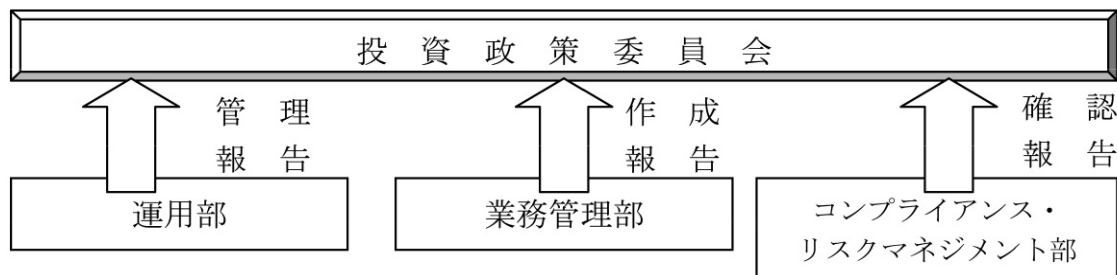 投資政策委員会
管理
報告
作成
報告
確認
報告
運用部
業務管理部
コンプライアンス・
リスクマネジメント部